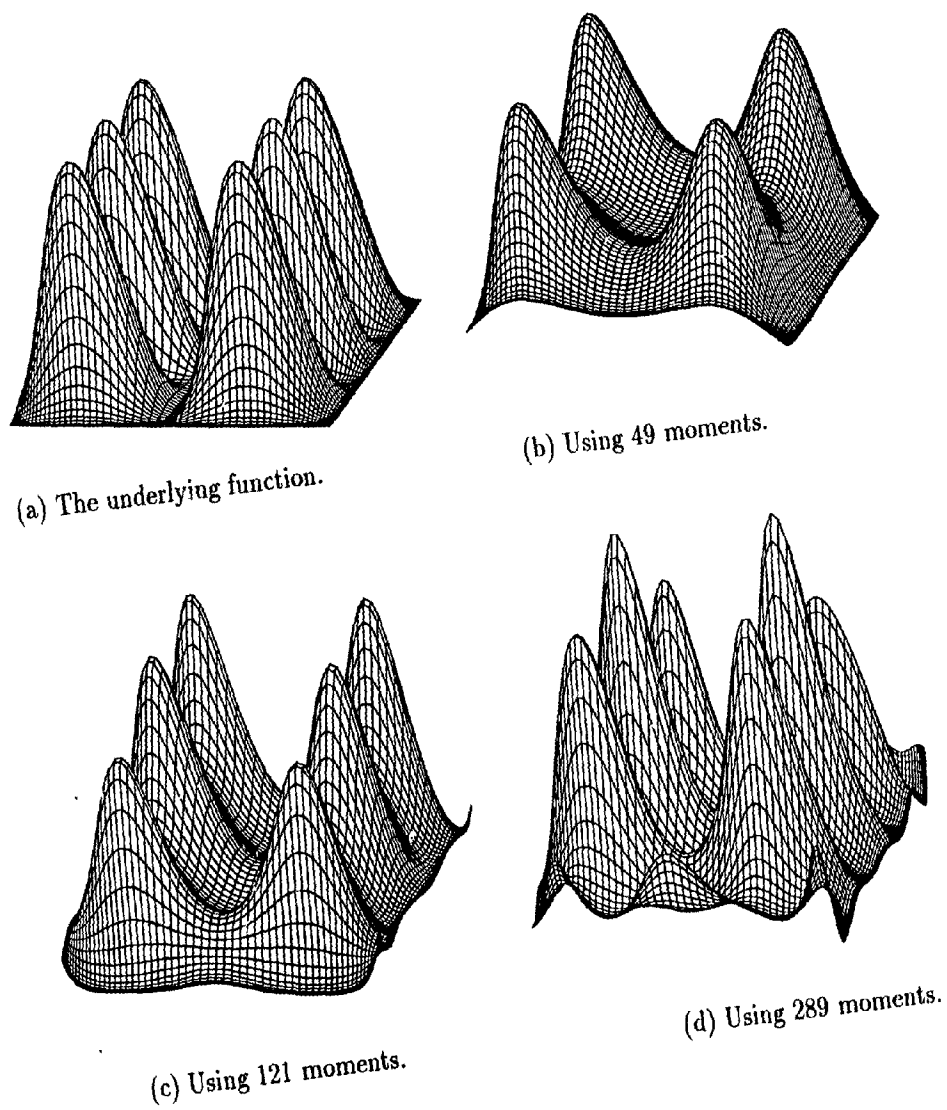 (a) The underlying function.
(b) Using 49 moments.
(c) Using 121 moments.
(d) Using 289 moments.